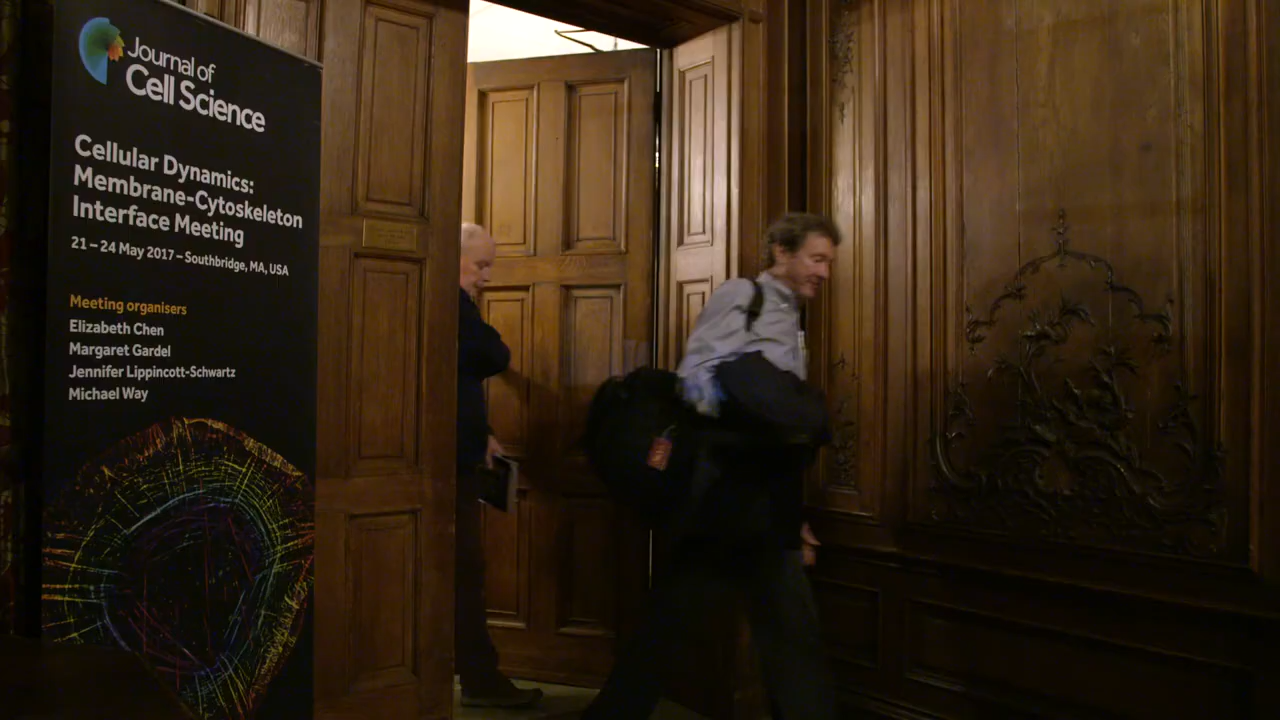 Journal of
Cell Science
Cellular Dynamics:
Membrane-Cytoskeleton
Interface Meeting
21 – 24 May 2017 – Southbridge, MA, USA
Meeting organisers
Elizabeth Chen
Margaret Gardel
Jennifer Lippincott-Schwartz
Michael Way